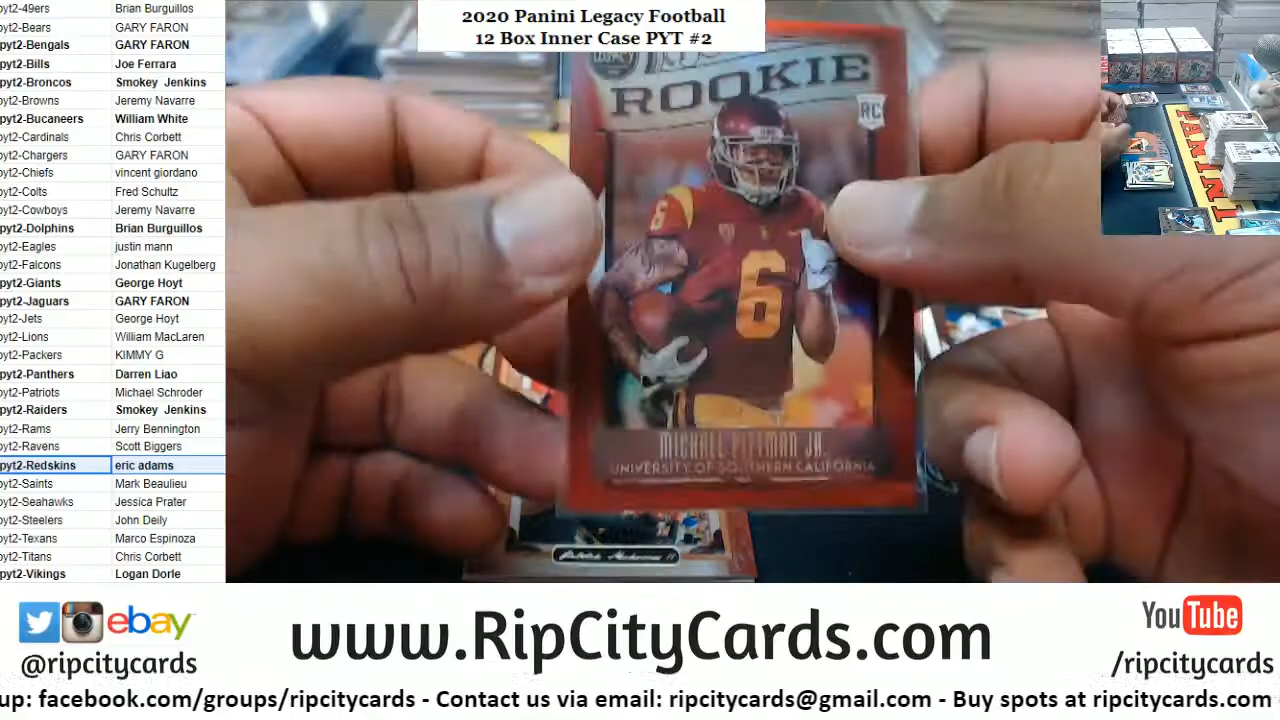 2020 Panini Legacy Football
12 Box Inner Case PYT #2
pyt2-49ers Brian Burguillos
pyt2-Bears GARY FARON
pyt2-Bengals GARY FARON
pyt2-Bills Joe Ferrara
pyt2-Broncos Smokey Jenkins
pyt2-Browns Jeremy Navarre
pyt2-Bucaneers William White
pyt2-Cardinals Chris Corbett
pyt2-Chargers GARY FARON
pyt2-Chiefs vincent giordano
pyt2-Colts Fred Schultz
pyt2-Cowboys Jeremy Navarre
pyt2-Dolphins Brian Burguillos
pyt2-Eagles justin mann
pyt2-Falcons Jonathan Kugelberg
pyt2-Giants George Hoyt
pyt2-Jaguars GARY FARON
pyt2-Jets George Hoyt
pyt2-Lions William MacLaren
pyt2-Packers KIMMY G
pyt2-Panthers Darren Liao
pyt2-Patriots Michael Schroder
pyt2-Raiders Smokey Jenkins
pyt2-Rams Jerry Bennington
pyt2-Ravens Scott Biggers
pyt2-Redskins eric adams
pyt2-Saints Mark Beaulieu
pyt2-Seahawks Jessica Prater
pyt2-Steelers John Deily
pyt2-Texans Marco Espinoza
pyt2-Titans Chris Corbett
pyt2-Vikings Logan Dorle
ROOKIE
RC
6
6
MICHAEL PITTMAN JR.
UNIVERSITY OF SOUTHERN CALIFORNIA
PANINI
ebay
@ripcitycards
www.RipCityCards.com
YouTube
/ripcitycards
up: facebook.com/groups/ripcitycards - Contact us via email: ripcitycards@gmail.com - Buy spots at ripcitycards.com